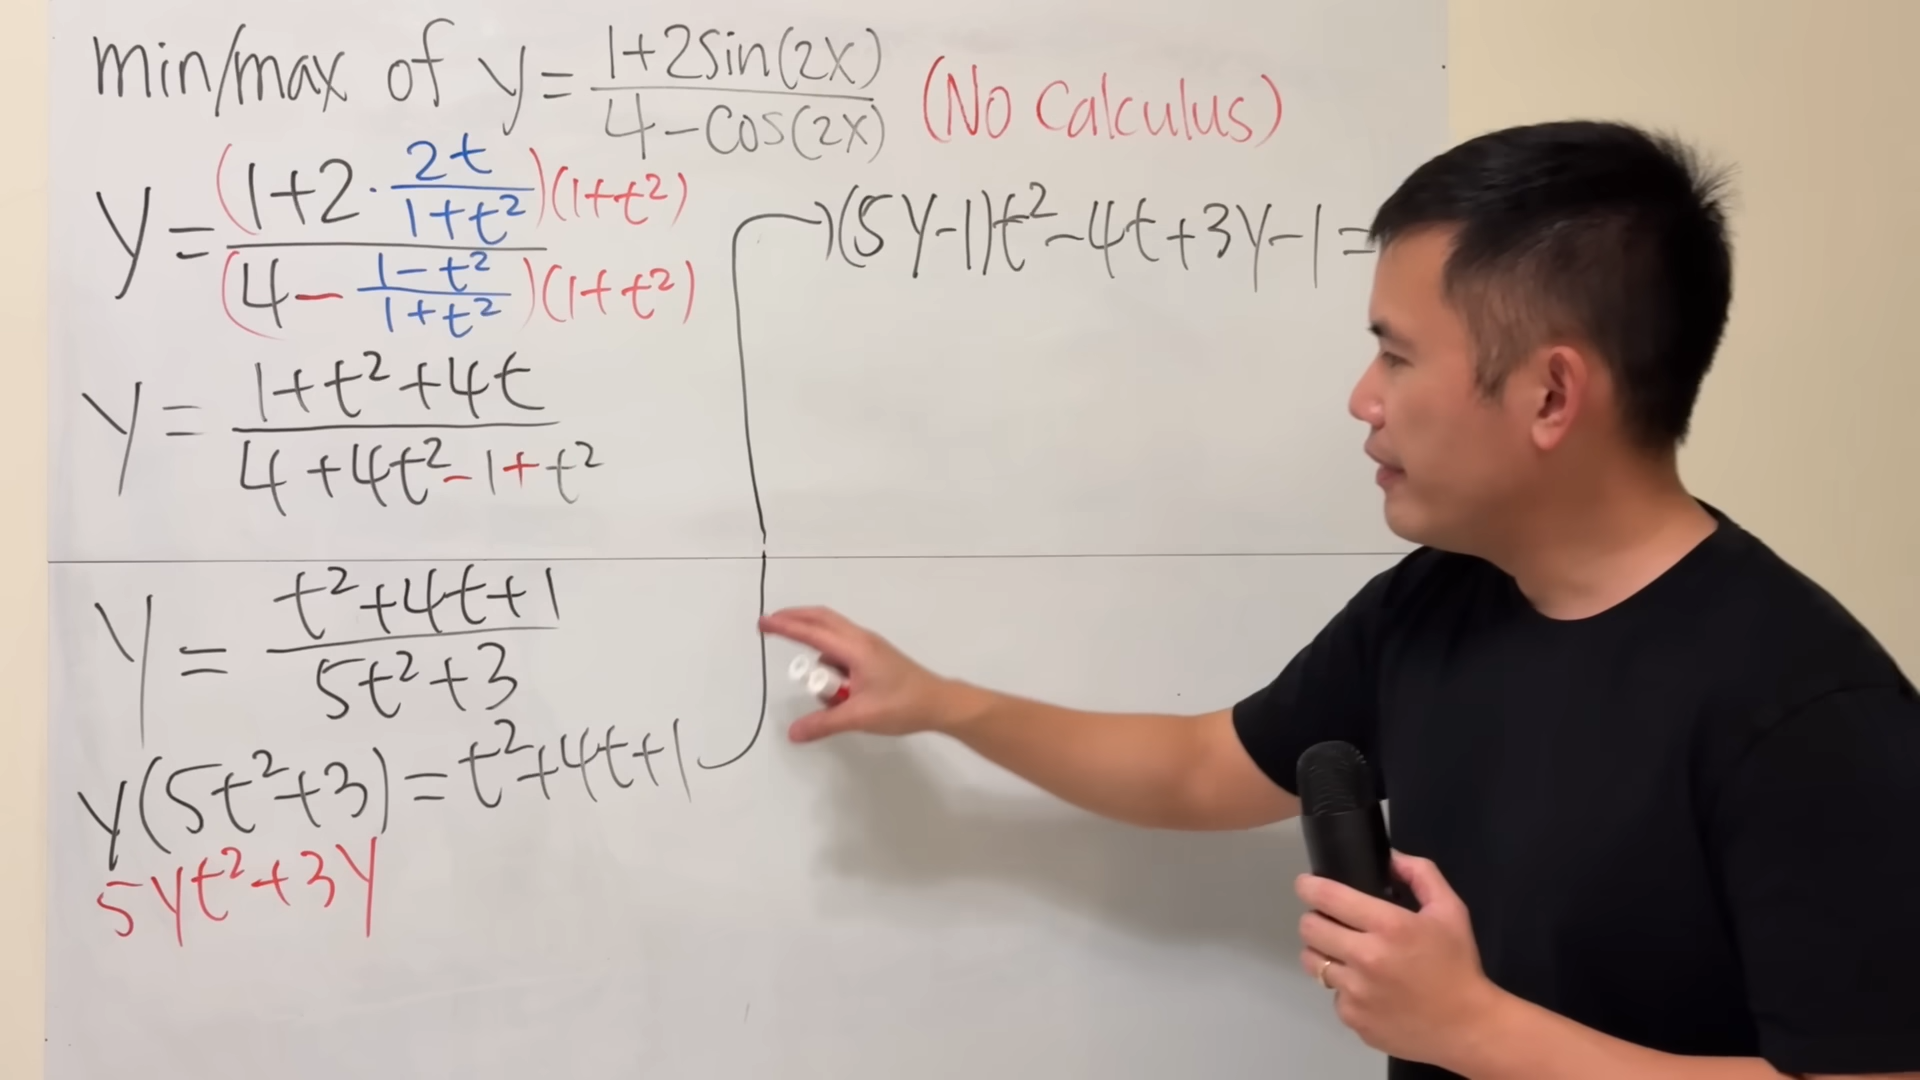 min/max of y = (1+2sin(2x))/(4-cos(2x)) (No Calculus)
y = ((1+2·2t/(1+t²))(1+t²))/((4-(1-t²)/(1+t²))(1+t²))
y = (1+t²+4t)/(4+4t²-1+t²)
y = (t²+4t+1)/(5t²+3)
y(5t²+3)=t²+4t+1
5yt²+3y
(5y-1)t²-4t+3y-1=